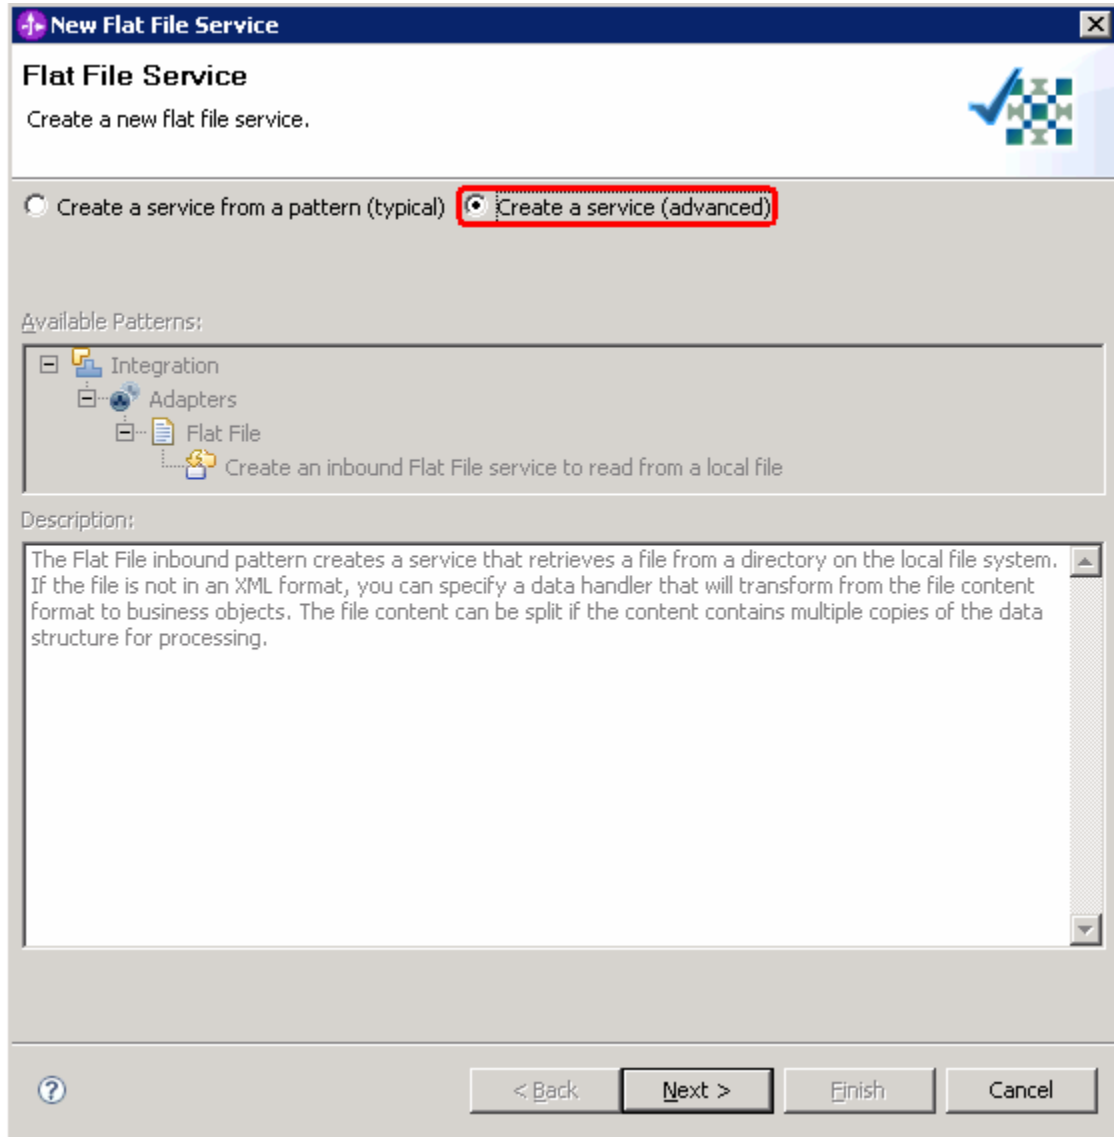 New Flat File Service
Flat File Service
Create a new flat file service.
Create a service from a pattern (typical) Create a service (advanced)
Available Patterns:
Integration
Adapters
Flat File
Create an inbound Flat File service to read from a local file
Description:
The Flat File inbound pattern creates a service that retrieves a file from a directory on the local file system.
If the file is not in an XML format, you can specify a data handler that will transform from the file content
format to business objects. The file content can be split if the content contains multiple copies of the data
structure for processing.
? < Back Next > Finish Cancel